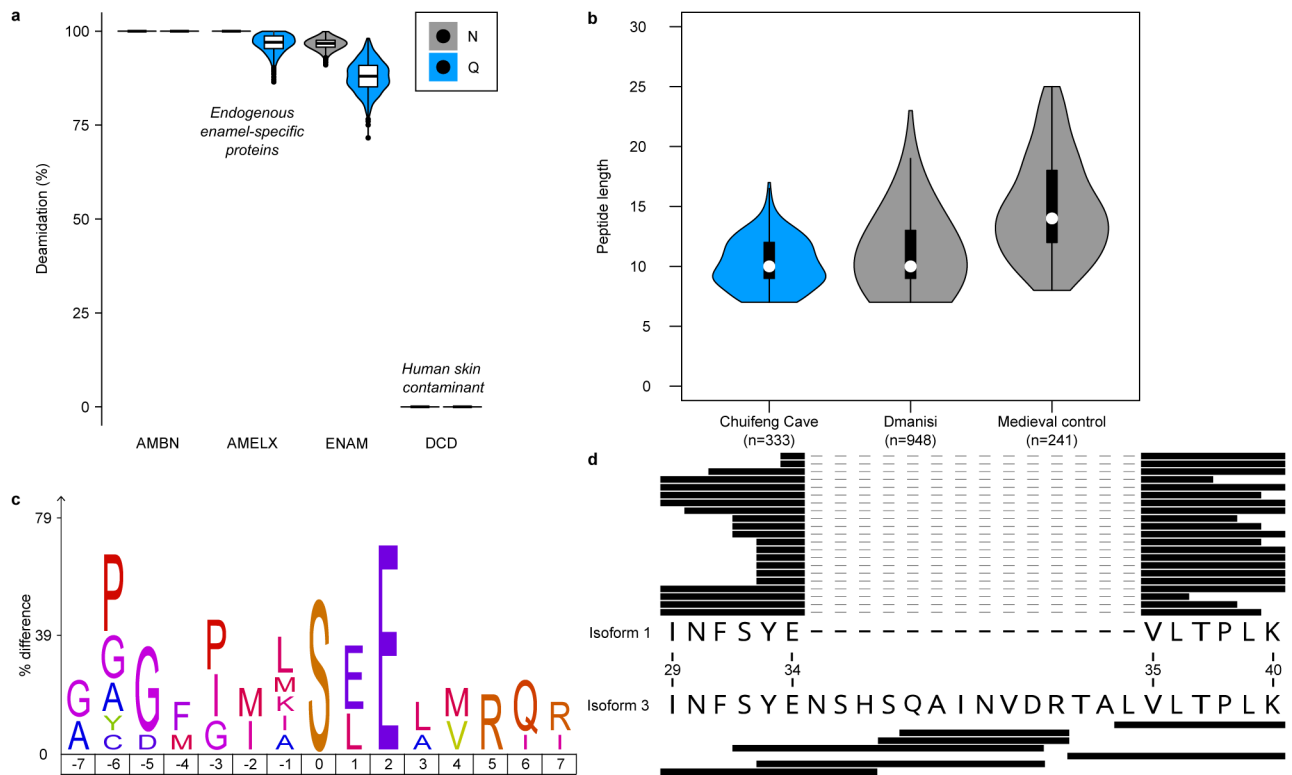 a
100
75
50
25
0
Deamidation (%)
N
Q
Endogenous
enamel-specific
proteins
Human skin
contaminant
AMBN
AMELX
ENAM
DCD
b
30
25
20
15
10
5
0
Peptide length
Chuifeng Cave
(n=333)
Dmanisi
(n=948)
Medieval control
(n=241)
c
79
39
0
% difference
G A
P G A Y C
G D
F M
P I G
M I
L M K I A
S
E L
E
L A
M V
R
Q I
R I
-7 -6 -5 -4 -3 -2 -1 0 1 2 3 4 5 6 7
d
Isoform 1 I N F S Y E - - - - - - - - - - - - - - V L T P L K
29 34 35 40
Isoform 3 I N F S Y E N S H S Q A I N V D R T A L V L T P L K